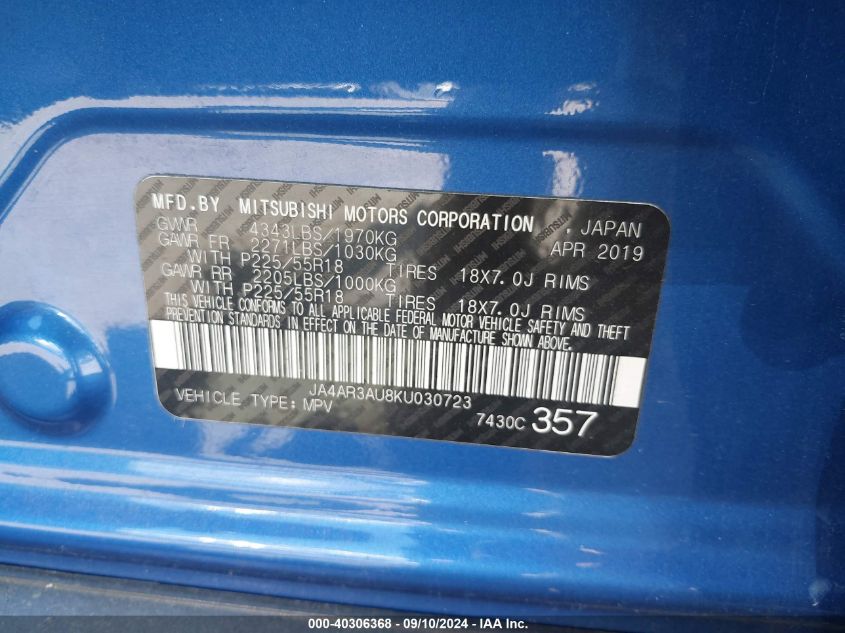 MFD.BY MITSUBISHI MOTORS CORPORATION , JAPAN
GVWR 4343LBS/1970KG APR 2019
GAWR FR 2271LBS/1030KG
WITH P225/55R18 TIRES 18X7.0J RIMS
GAWR RR 2205LBS/1000KG
WITH P225/55R18 TIRES 18X7.0J RIMS
THIS VEHICLE CONFORMS TO ALL APPLICABLE FEDERAL MOTOR VEHICLE SAFETY AND THEFT
PREVENTION STANDARDS IN EFFECT ON THE DATE OF MANUFACTURE SHOWN ABOVE.
JA4AR3AU8KU030723
VEHICLE TYPE: MPV
7430C 357
000-40306368 - 09/10/2024 - IAA Inc.